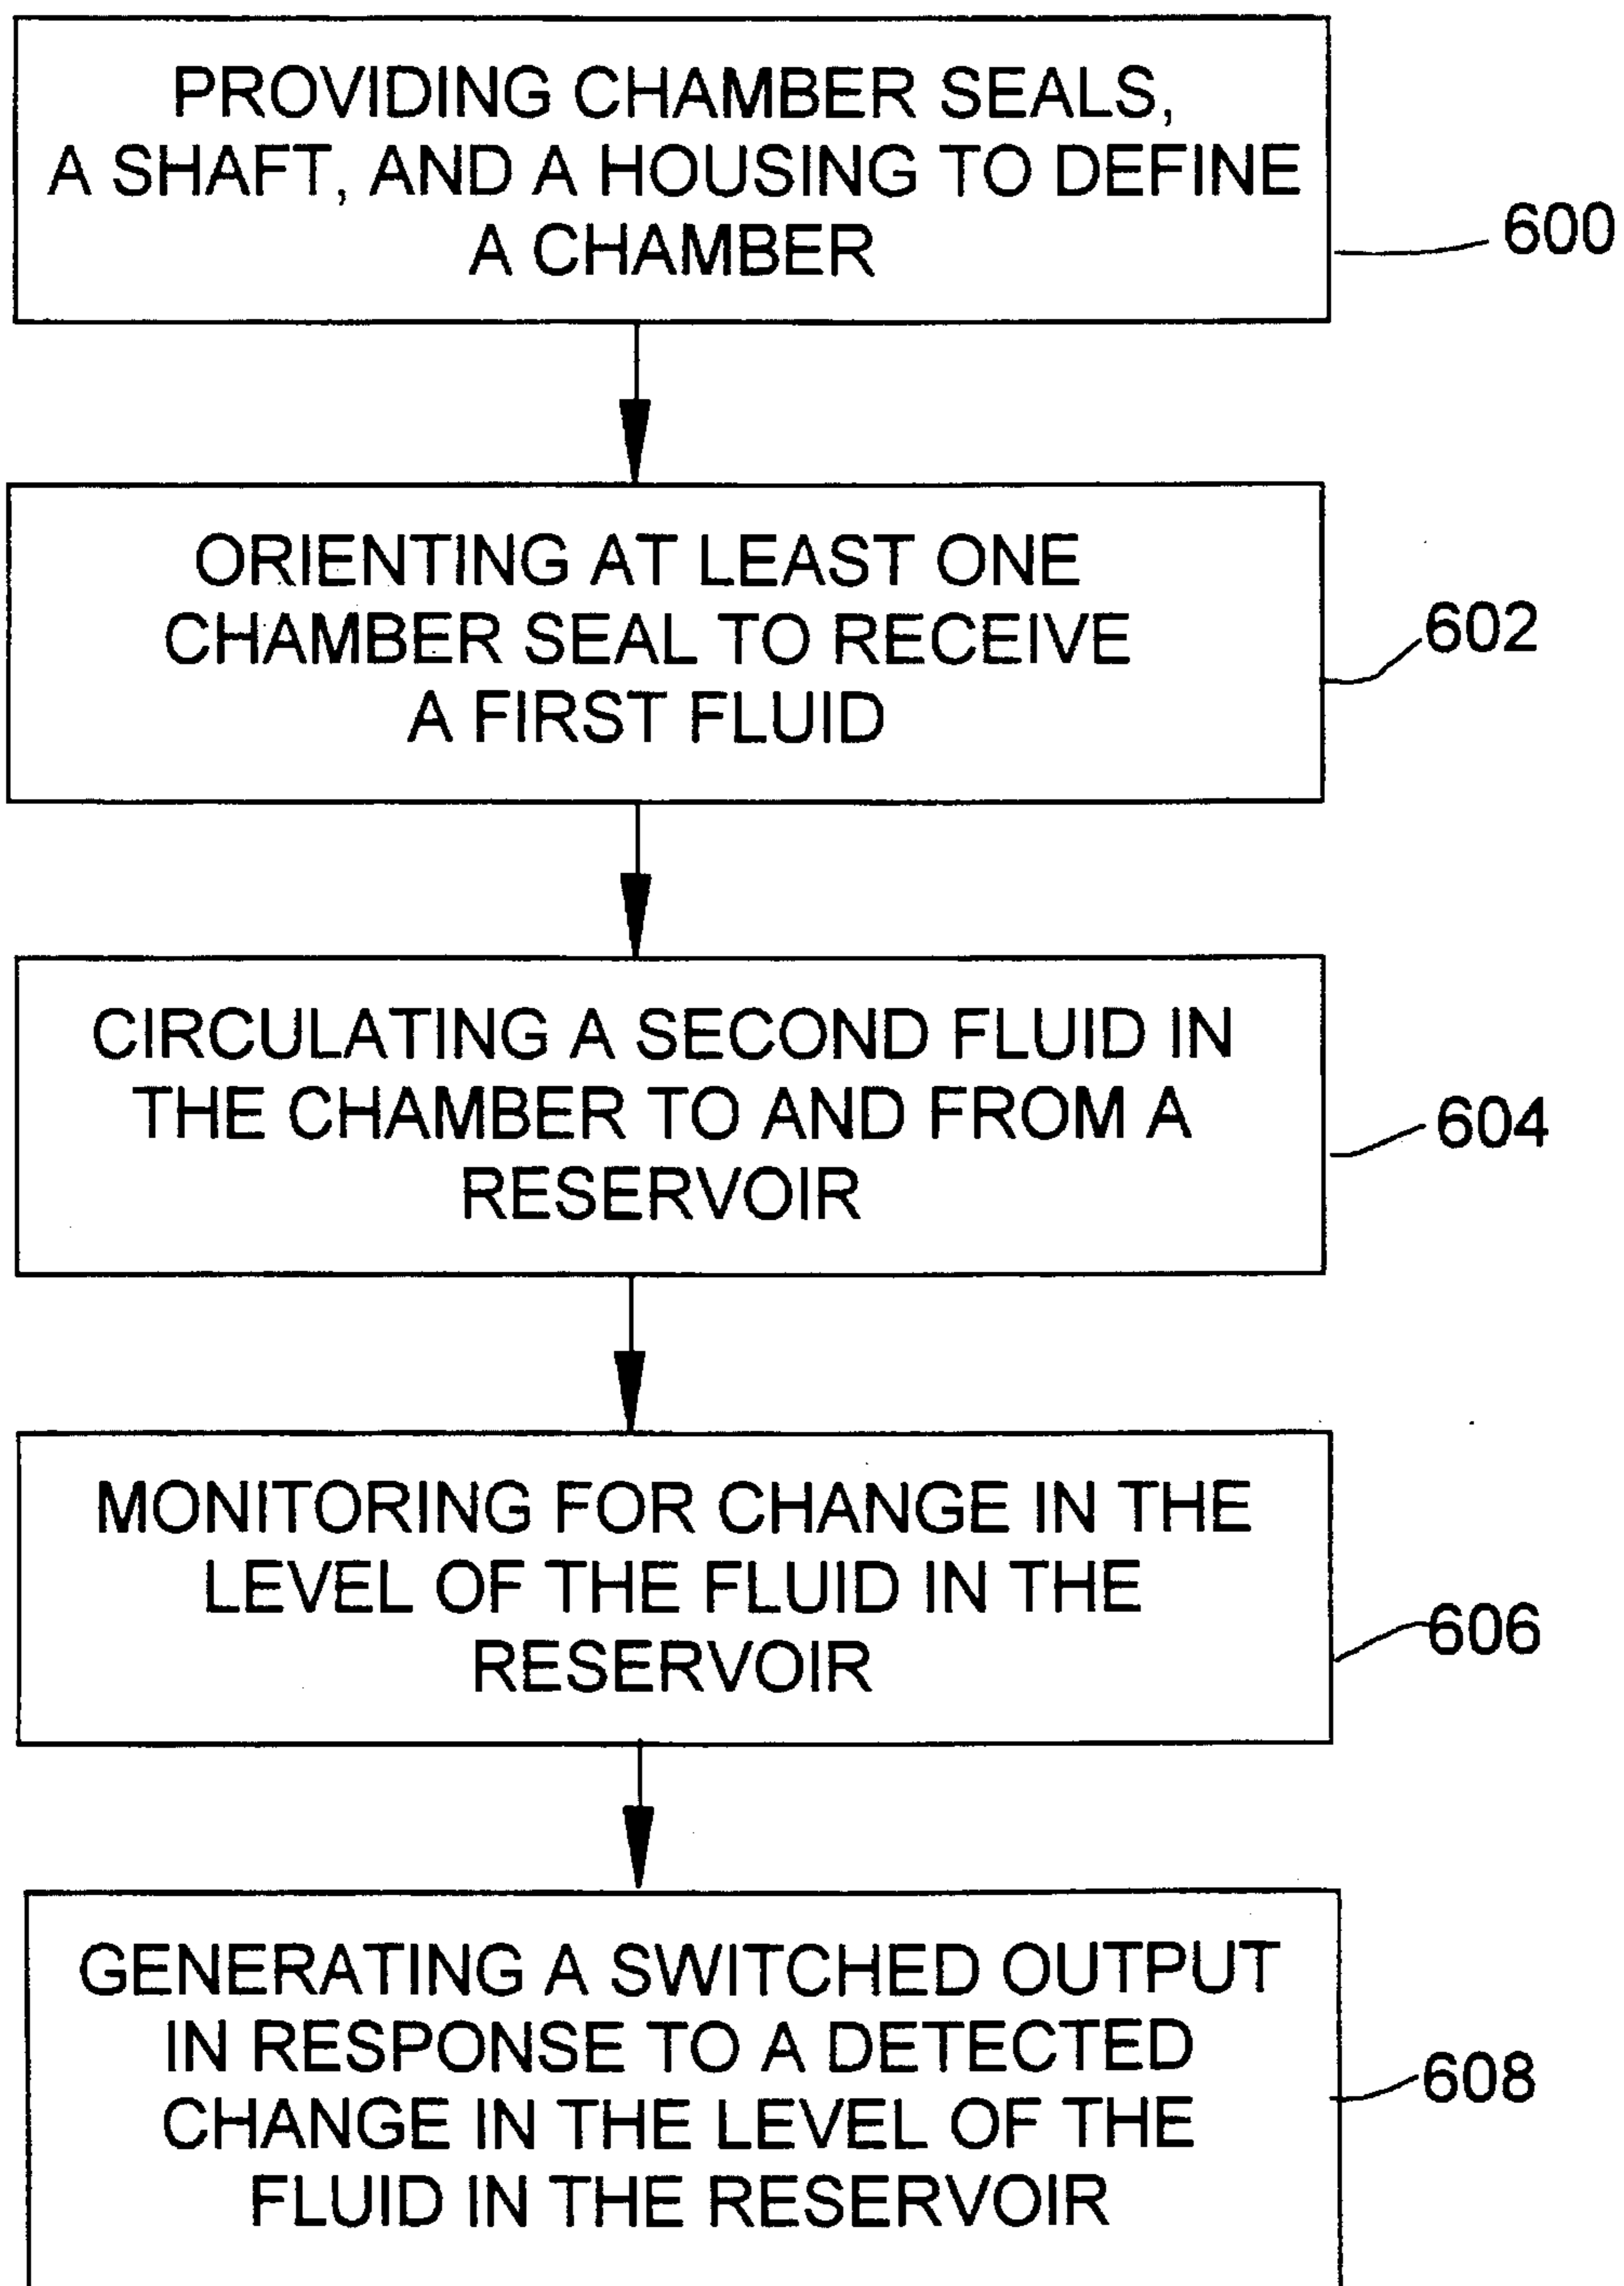 PROVIDING CHAMBER SEALS,
A SHAFT, AND A HOUSING TO DEFINE
A CHAMBER
600
ORIENTING AT LEAST ONE
CHAMBER SEAL TO RECEIVE
A FIRST FLUID
602
CIRCULATING A SECOND FLUID IN
THE CHAMBER TO AND FROM A
RESERVOIR
604
MONITORING FOR CHANGE IN THE
LEVEL OF THE FLUID IN THE
RESERVOIR
606
GENERATING A SWITCHED OUTPUT
IN RESPONSE TO A DETECTED
CHANGE IN THE LEVEL OF THE
FLUID IN THE RESERVOIR
608